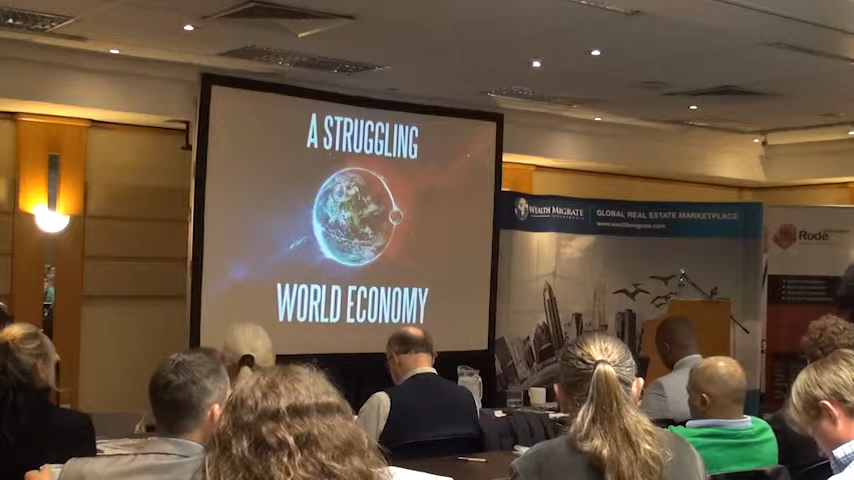 A STRUGGLING
WORLD ECONOMY
WEALTH MIGRATE
GLOBAL REAL ESTATE MARKETPLACE
www.wealthmigrate.com
Rode